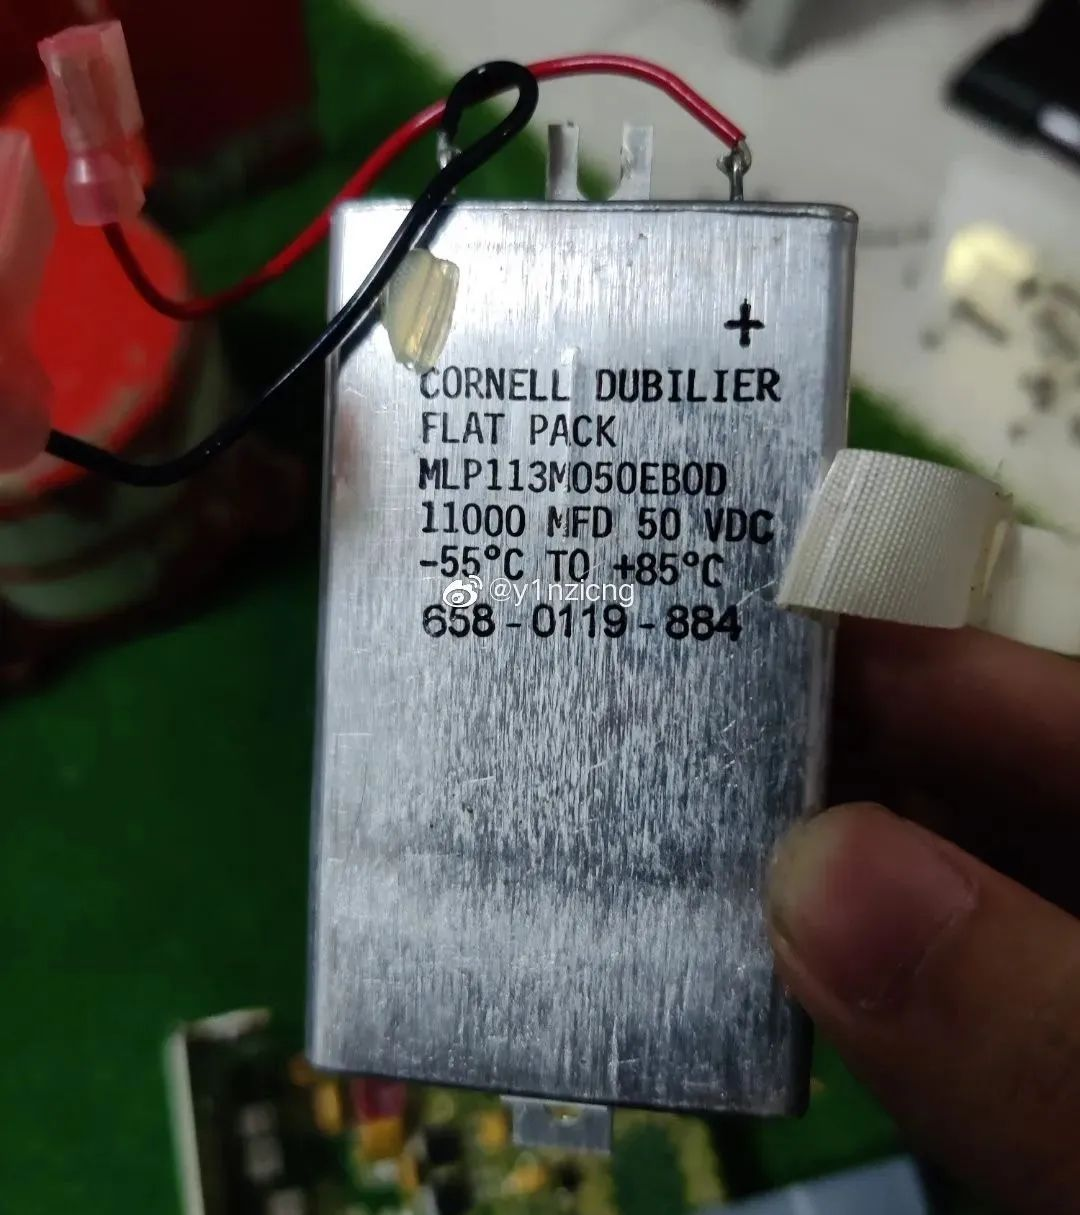 +
CORNELL DUBILIER
FLAT PACK
MLP113M050EB0D
11000 MFD 50 VDC
-55°C TO +85°C
@y1nzicng
658-0119-884